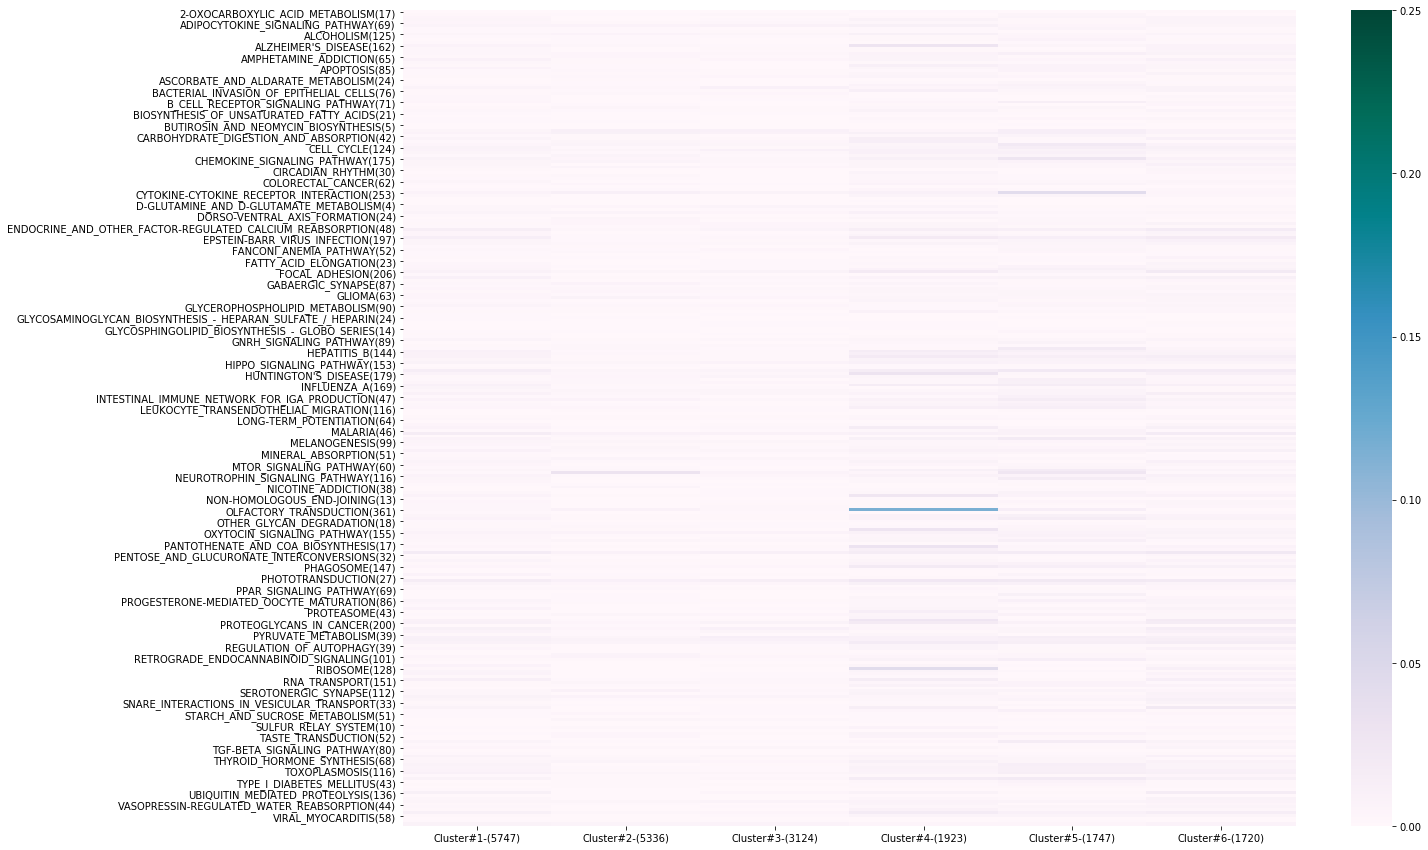 2-OXOCARBOXYLIC_ACID_METABOLISM(17)
ADIPOCYTOKINE_SIGNALING_PATHWAY(69)
ALCOHOLISM(125)
ALZHEIMER'S_DISEASE(162)
AMPHETAMINE_ADDICTION(65)
APOPTOSIS(85)
ASCORBATE_AND_ALDARATE_METABOLISM(24)
BACTERIAL_INVASION_OF_EPITHELIAL_CELLS(76)
B_CELL_RECEPTOR_SIGNALING_PATHWAY(71)
BIOSYNTHESIS_OF_UNSATURATED_FATTY_ACIDS(21)
BUTIROSIN_AND_NEOMYCIN_BIOSYNTHESIS(5)
CARBOHYDRATE_DIGESTION_AND_ABSORPTION(42)
CELL_CYCLE(124)
CHEMOKINE_SIGNALING_PATHWAY(175)
CIRCADIAN_RHYTHM(30)
COLORECTAL_CANCER(62)
CYTOKINE-CYTOKINE_RECEPTOR_INTERACTION(253)
D-GLUTAMINE_AND_D-GLUTAMATE_METABOLISM(4)
DORSO-VENTRAL_AXIS_FORMATION(24)
ENDOCRINE_AND_OTHER_FACTOR-REGULATED_CALCIUM_REABSORPTION(48)
EPSTEIN-BARR_VIRUS_INFECTION(197)
FANCONI_ANEMIA_PATHWAY(52)
FATTY_ACID_ELONGATION(23)
FOCAL_ADHESION(206)
GABAERGIC_SYNAPSE(87)
GLIOMA(63)
GLYCEROPHOSPHOLIPID_METABOLISM(90)
GLYCOSAMINOGLYCAN_BIOSYNTHESIS_-_HEPARAN_SULFATE_/_HEPARIN(24)
GLYCOSPHINGOLIPID_BIOSYNTHESIS_-_GLOBO_SERIES(14)
GNRH_SIGNALING_PATHWAY(89)
HEPATITIS_B(144)
HIPPO_SIGNALING_PATHWAY(153)
HUNTINGTON'S_DISEASE(179)
INFLUENZA_A(169)
INTESTINAL_IMMUNE_NETWORK_FOR_IGA_PRODUCTION(47)
LEUKOCYTE_TRANSENDOTHELIAL_MIGRATION(116)
LONG-TERM_POTENTIATION(64)
MALARIA(46)
MELANOGENESIS(99)
MINERAL_ABSORPTION(51)
MTOR_SIGNALING_PATHWAY(60)
NEUROTROPHIN_SIGNALING_PATHWAY(116)
NICOTINE_ADDICTION(38)
NON-HOMOLOGOUS_END-JOINING(13)
OLFACTORY_TRANSDUCTION(361)
OTHER_GLYCAN_DEGRADATION(18)
OXYTOCIN_SIGNALING_PATHWAY(155)
PANTOTHENATE_AND_COA_BIOSYNTHESIS(17)
PENTOSE_AND_GLUCURONATE_INTERCONVERSIONS(32)
PHAGOSOME(147)
PHOTOTRANSDUCTION(27)
PPAR_SIGNALING_PATHWAY(69)
PROGESTERONE-MEDIATED_OOCYTE_MATURATION(86)
PROTEASOME(43)
PROTEOGLYCANS_IN_CANCER(200)
PYRUVATE_METABOLISM(39)
REGULATION_OF_AUTOPHAGY(39)
RETROGRADE_ENDOCANNABINOID_SIGNALING(101)
RIBOSOME(128)
RNA_TRANSPORT(151)
SEROTONERGIC_SYNAPSE(112)
SNARE_INTERACTIONS_IN_VESICULAR_TRANSPORT(33)
STARCH_AND_SUCROSE_METABOLISM(51)
SULFUR_RELAY_SYSTEM(10)
TASTE_TRANSDUCTION(52)
TGF-BETA_SIGNALING_PATHWAY(80)
THYROID_HORMONE_SYNTHESIS(68)
TOXOPLASMOSIS(116)
TYPE_I_DIABETES_MELLITUS(43)
UBIQUITIN_MEDIATED_PROTEOLYSIS(136)
VASOPRESSIN-REGULATED_WATER_REABSORPTION(44)
VIRAL_MYOCARDITIS(58)
Cluster#1-(5747) Cluster#2-(5336) Cluster#3-(3124) Cluster#4-(1923) Cluster#5-(1747) Cluster#6-(1720)
0.25
0.20
0.15
0.10
0.05
0.00